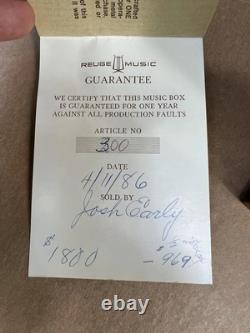 REUGE MUSIC
GUARANTEE
WE CERTIFY THAT THIS MUSIC BOX
IS GUARANTEED FOR ONE YEAR
AGAINST ALL PRODUCTION FAULTS
ARTICLE NO
300
DATE
4/11/86
SOLD BY
Josh Early
$1800
-969